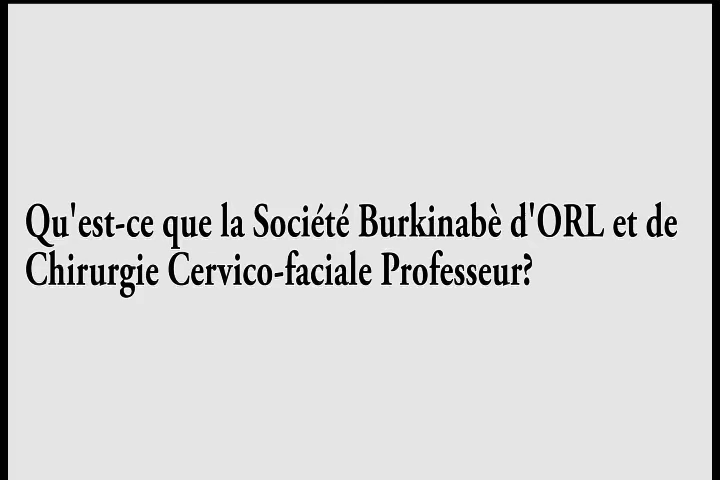 Qu'est-ce que la Société Burkinabè d'ORL et de
Chirurgie Cervico-faciale Professeur?